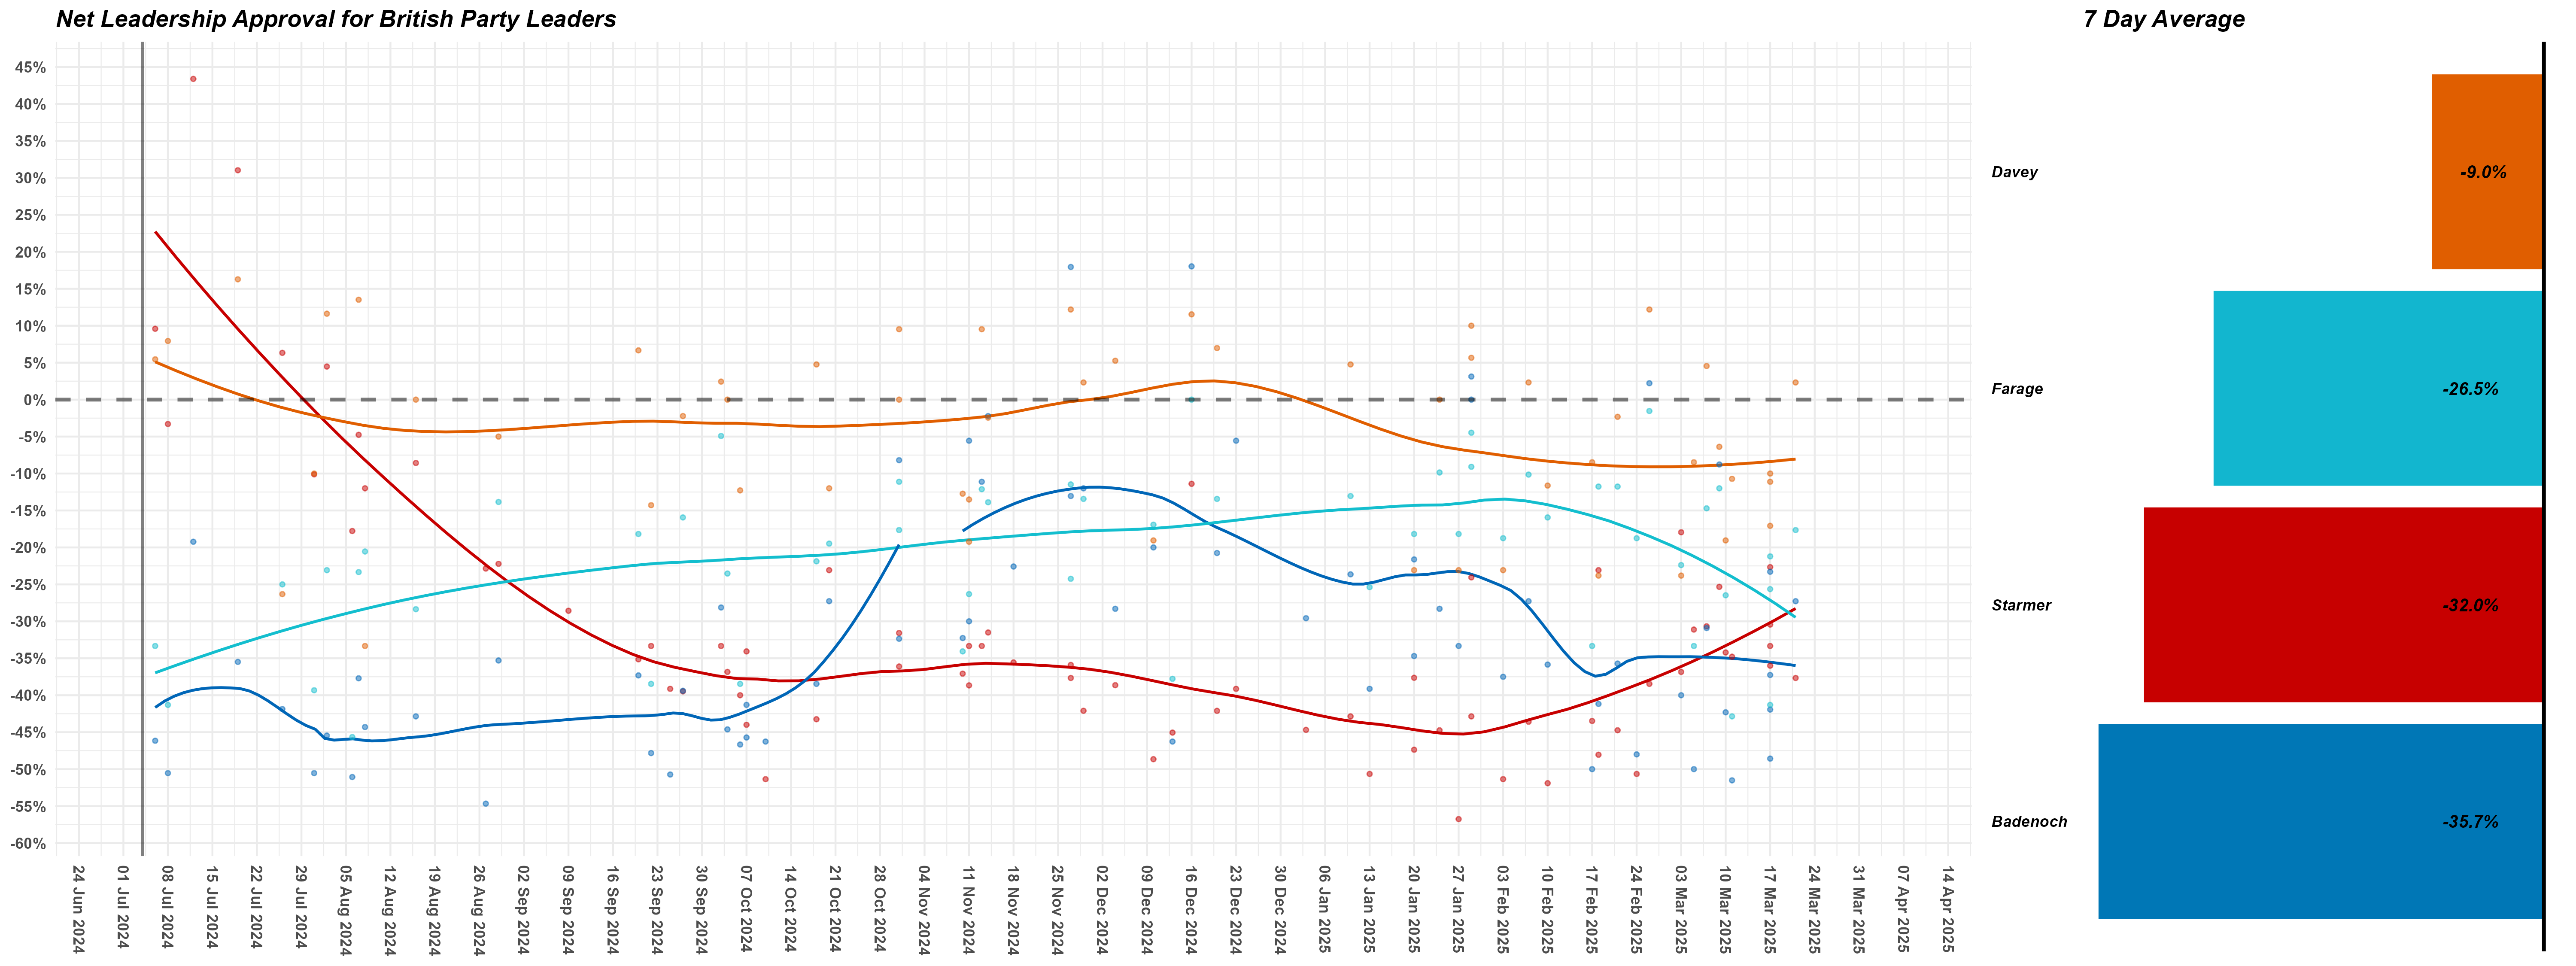 Net Leadership Approval for British Party Leaders
7 Day Average
45%
40%
35%
30%
25%
20%
15%
10%
5%
0%
-5%
-10%
-15%
-20%
-25%
-30%
-35%
-40%
-45%
-50%
-55%
-60%
24 Jun 2024
01 Jul 2024
08 Jul 2024
15 Jul 2024
22 Jul 2024
29 Jul 2024
05 Aug 2024
12 Aug 2024
19 Aug 2024
26 Aug 2024
02 Sep 2024
09 Sep 2024
16 Sep 2024
23 Sep 2024
30 Sep 2024
07 Oct 2024
14 Oct 2024
21 Oct 2024
28 Oct 2024
04 Nov 2024
11 Nov 2024
18 Nov 2024
25 Nov 2024
02 Dec 2024
09 Dec 2024
16 Dec 2024
23 Dec 2024
30 Dec 2024
06 Jan 2025
13 Jan 2025
20 Jan 2025
27 Jan 2025
03 Feb 2025
10 Feb 2025
17 Feb 2025
24 Feb 2025
03 Mar 2025
10 Mar 2025
17 Mar 2025
24 Mar 2025
31 Mar 2025
07 Apr 2025
14 Apr 2025
Davey -9.0%
Farage -26.5%
Starmer -32.0%
Badenoch -35.7%